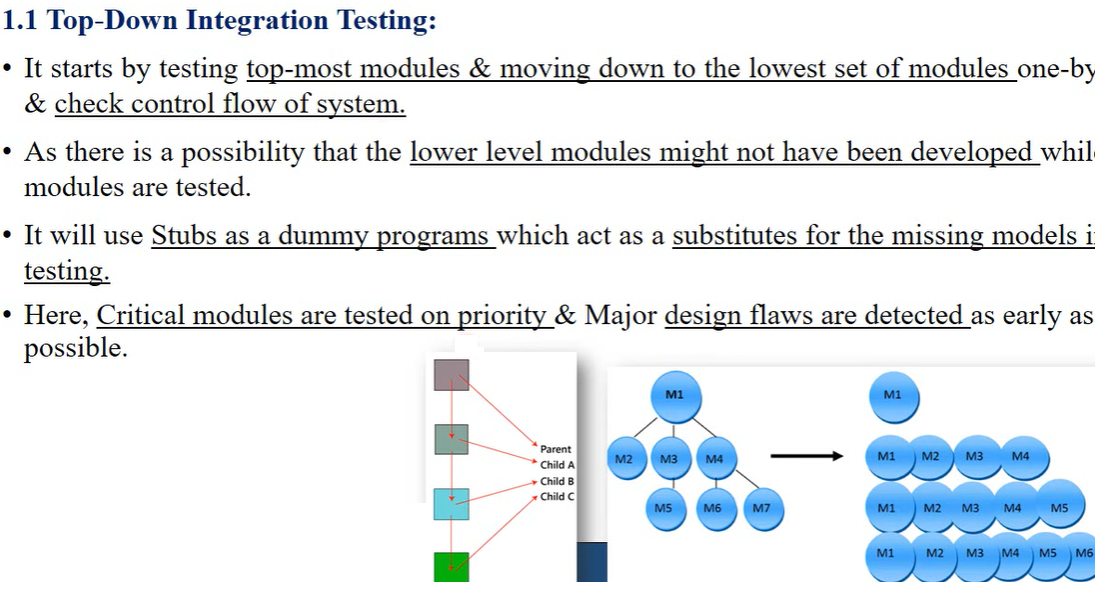 1.1 Top-Down Integration Testing:
• It starts by testing top-most modules & moving down to the lowest set of modules one-by
& check control flow of system.
• As there is a possibility that the lower level modules might not have been developed whil
modules are tested.
• It will use Stubs as a dummy programs which act as a substitutes for the missing models i
testing.
• Here, Critical modules are tested on priority & Major design flaws are detected as early as
possible.
Parent
Child A
Child B
Child C
M1
M2 M3 M4
M5 M6 M7
M1
M1 M2 M3 M4
M1 M2 M3 M4 M5
M1 M2 M3 M4 M5 M6